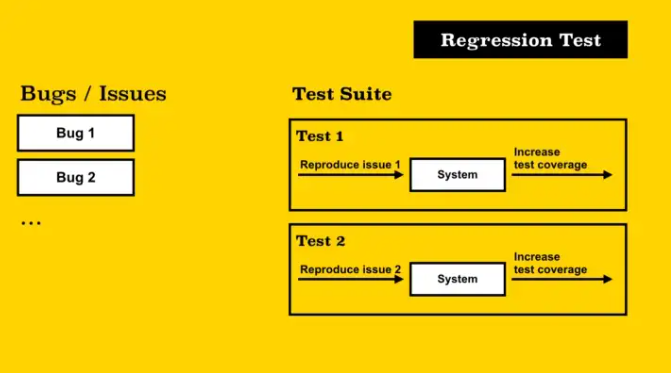 Regression Test
Bugs / Issues
Bug 1
Bug 2
...
Test Suite
Test 1
Reproduce issue 1
System
Increase
test coverage
Test 2
Reproduce issue 2
System
Increase
test coverage